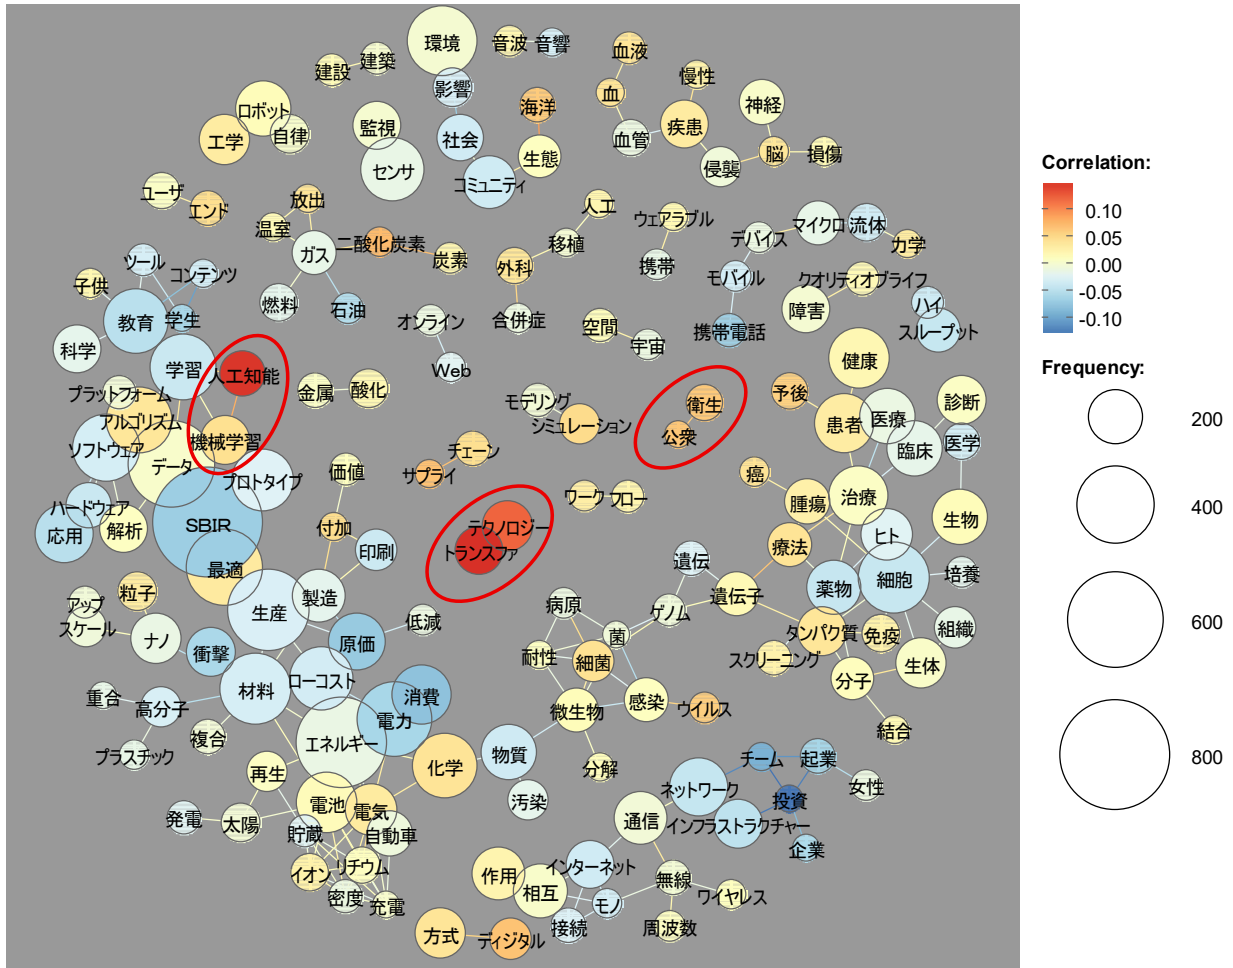 環境
音波
音響
血液
建築
建設
慢性
影響
血
海洋
神経
ロボット
監視
社会
疾患
工学
自律
血管
生態
脳
損傷
センサ
侵襲
コミュニティ
ユーザ
エンド
放出
人工
ウェアラブル
マイクロ
流体
温室
ガス
二酸化炭素
移植
デバイス
力学
炭素
外科
携帯
ツール
コンテンツ
モバイル
クオリティオブライフ
子供
燃料
石油
障害
ハイ
教育
学生
オンライン
合併症
空間
携帯電話
スループット
科学
宇宙
学習
人工知能
Web
健康
プラットフォーム
金属
酸化
予後
モデリング
衛生
診断
アルゴリズム
シミュレーション
患者
医療
ソフトウェア
機械学習
公衆
臨床
医学
データ
チェーン
プロトタイプ
価値
サプライ
癌
ハードウェア
ワーク
フロー
腫瘍
治療
SBIR
付加
テクノロジー
生物
応用
解析
印刷
トランスファ
療法
ヒト
最適
遺伝
粒子
薬物
細胞
培養
アップ
製造
病原
遺伝子
スケール
生産
低減
ゲノム
タンパク質
免疫
組織
ナノ
衝撃
原価
菌
耐性
細菌
スクリーニング
生体
材料
ローコスト
分子
重合
消費
感染
高分子
電力
微生物
ウイルス
複合
エネルギー
結合
プラスチック
物質
チーム
起業
再生
化学
分解
ネットワーク
女性
電池
電気
汚染
投資
発電
太陽
貯蔵
自動車
通信
インフラストラクチャー
企業
リチウム
インターネット
イオン
作用
無線
密度
相互
ワイヤレス
充電
モノ
接続
周波数
方式
ディジタル
Correlation:
0.10
0.05
0.00
-0.05
-0.10
Frequency:
200
400
600
800